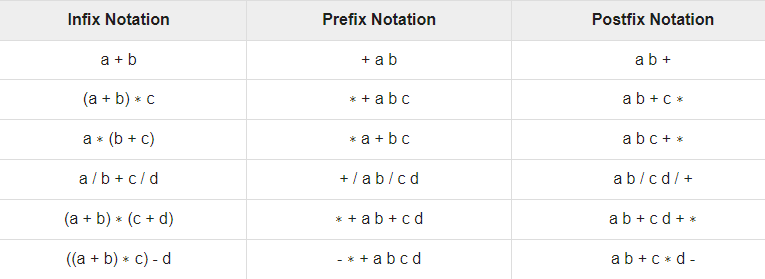 Infix Notation Prefix Notation Postfix Notation
a + b + a b a b +
(a + b) * c * + a b c a b + c *
a * (b + c) * a + b c a b c + *
a / b + c / d + / a b / c d a b / c d / +
(a + b) * (c + d) * + a b + c d a b + c d + *
((a + b) * c) - d - * + a b c d a b + c * d -